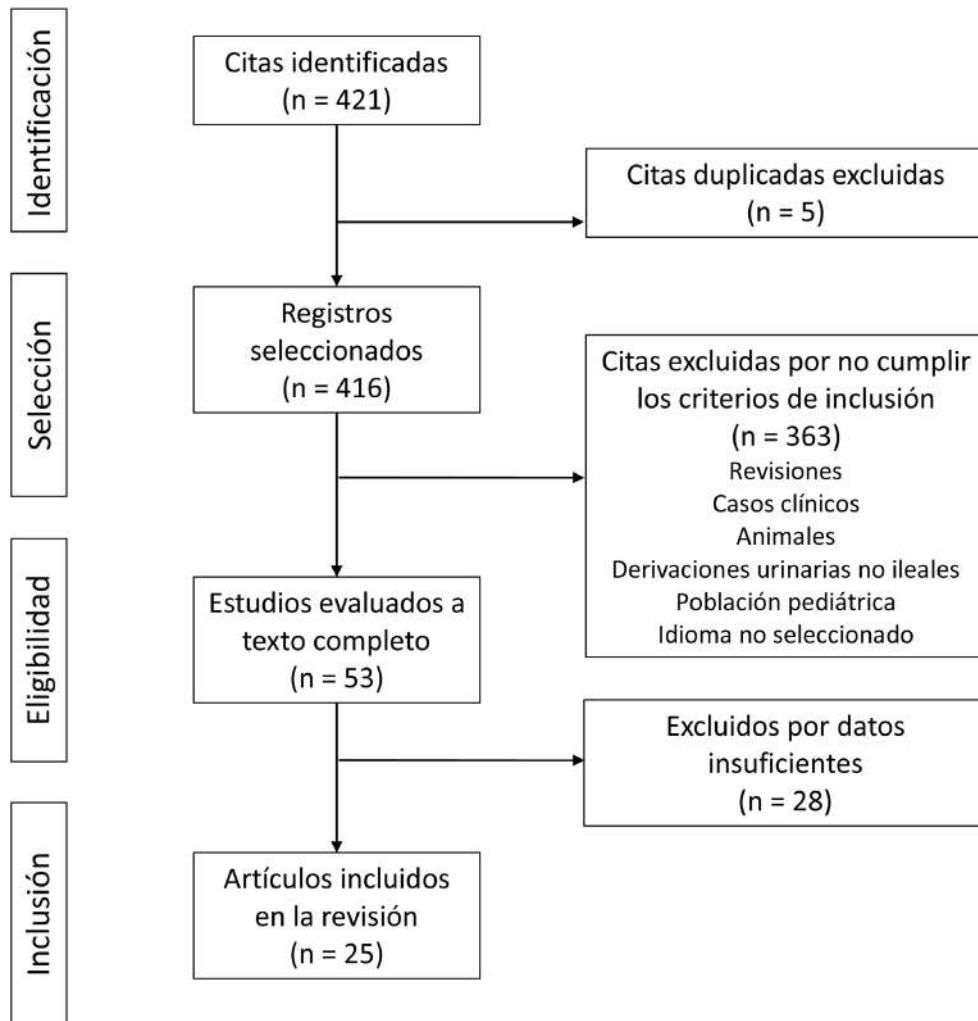 Identificación
Citas identificadas
(n = 421)
Citas duplicadas excluidas
(n = 5)
Selección
Registros
seleccionados
(n = 416)
Citas excluidas por no cumplir
los criterios de inclusión
(n = 363)
Revisiones
Casos clínicos
Animales
Derivaciones urinarias no ileales
Población pediátrica
Idioma no seleccionado
Eligibilidad
Estudios evaluados a
texto completo
(n = 53)
Excluidos por datos
insuficientes
(n = 28)
Inclusión
Artículos incluidos
en la revisión
(n = 25)